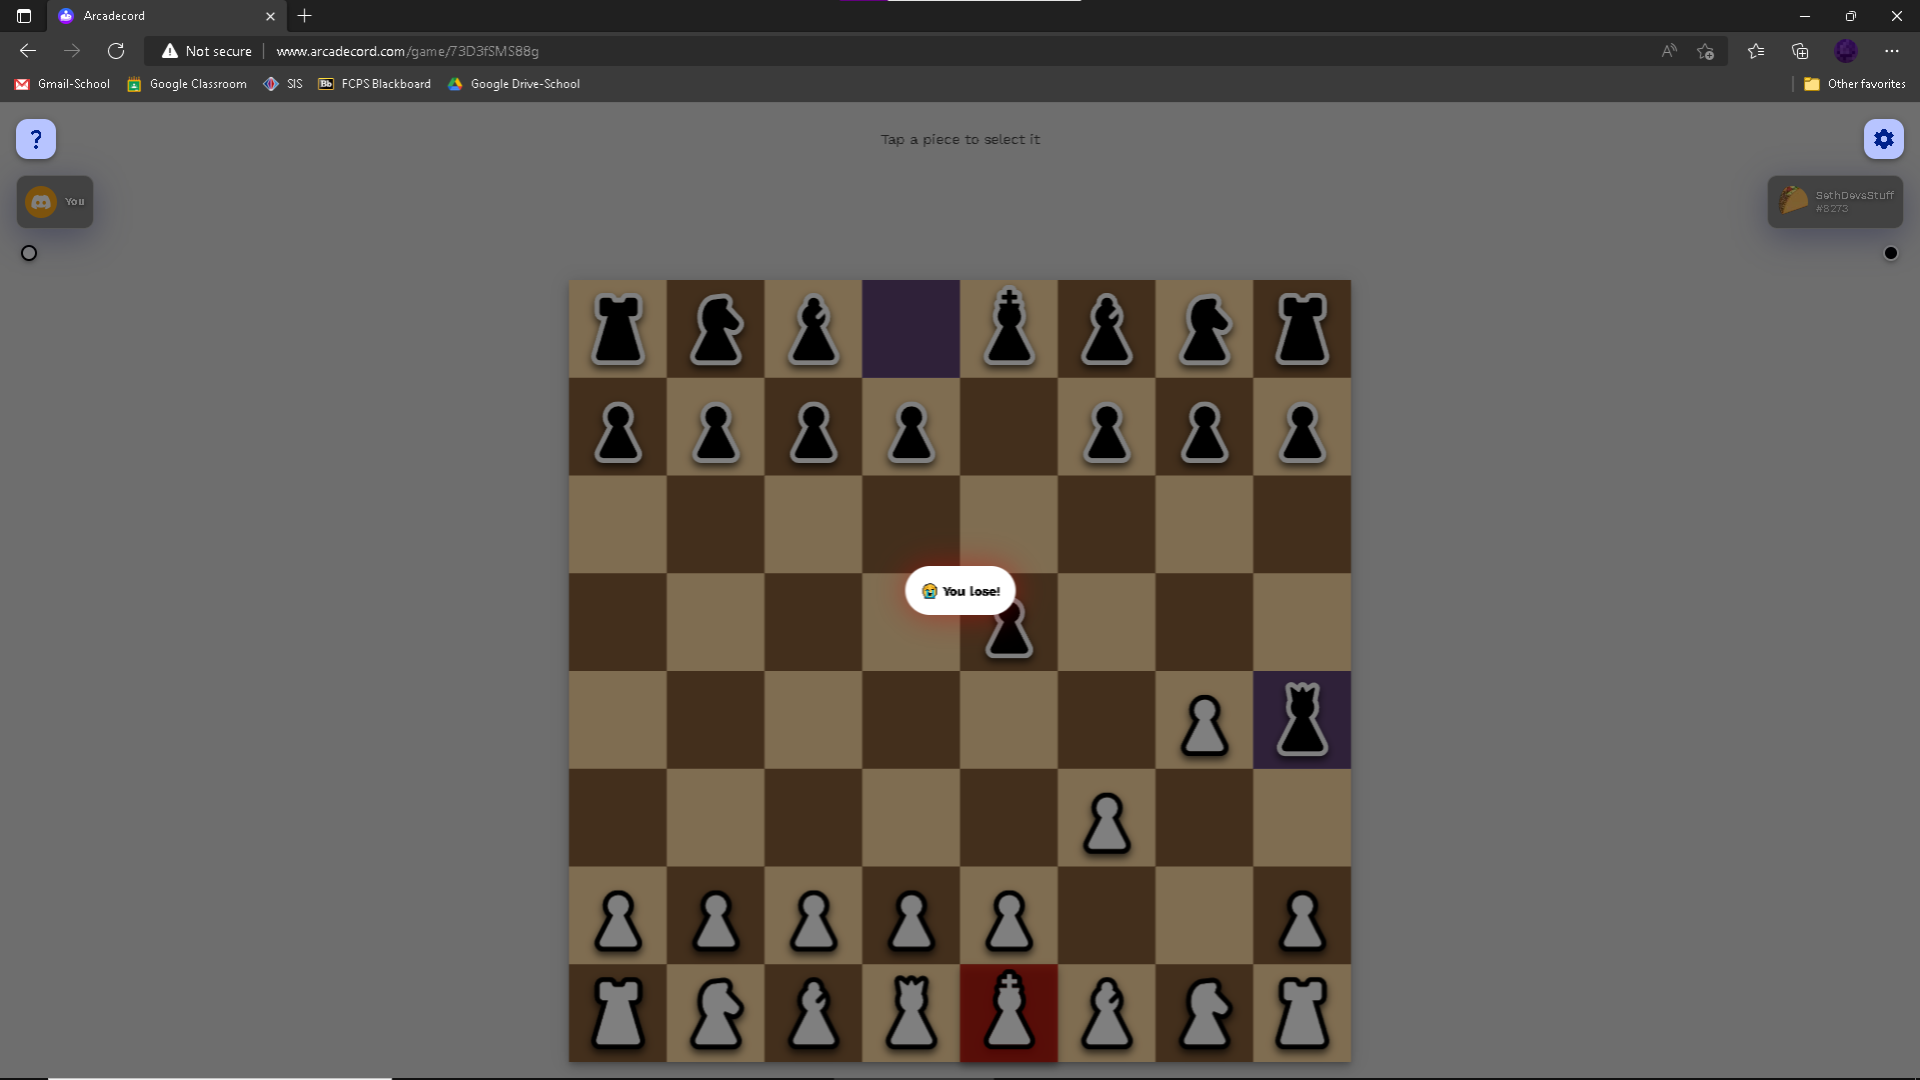 Arcadecord
Not secure
www.arcadecord.com/game/73D3fSMS88g
Gmail-School
Google Classroom
SIS
Bb
FCPS Blackboard
Google Drive-School
Other favorites
?
Tap a piece to select it
You
SethDevsStuff
#8273
😭 You lose!